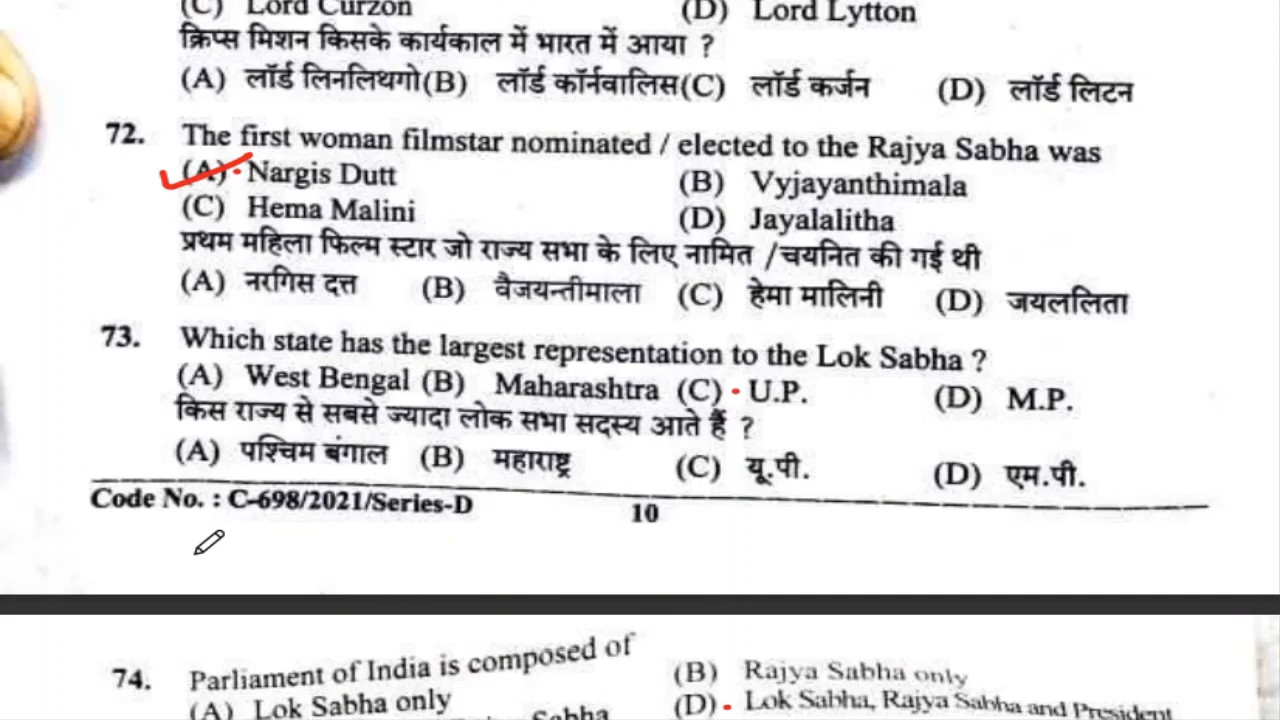 (C) Lord Curzon (D) Lord Lytton
क्रिप्स मिशन किसके कार्यकाल में भारत में आया ?
(A) लॉर्ड लिनलिथगो(B) लॉर्ड कॉर्नवालिस(C) लॉर्ड कर्जन (D) लॉर्ड लिटन
72. The first woman filmstar nominated / elected to the Rajya Sabha was
(A) Nargis Dutt (B) Vyjayanthimala
(C) Hema Malini (D) Jayalalitha
प्रथम महिला फिल्म स्टार जो राज्य सभा के लिए नामित /चयनित की गई थी
(A) नरगिस दत्त (B) वैजयन्तीमाला (C) हेमा मालिनी (D) जयललिता
73. Which state has the largest representation to the Lok Sabha ?
(A) West Bengal (B) Maharashtra (C) U.P. (D) M.P.
किस राज्य से सबसे ज्यादा लोक सभा सदस्य आते हैं ?
(A) पश्चिम बंगाल (B) महाराष्ट्र (C) यू.पी. (D) एम.पी.
Code No. : C-698/2021/Series-D 10
74. Parliament of India is composed of
(A) Lok Sabha only (B) Rajya Sabha only
Sabha (D) Lok Sabha, Rajya Sabha and President